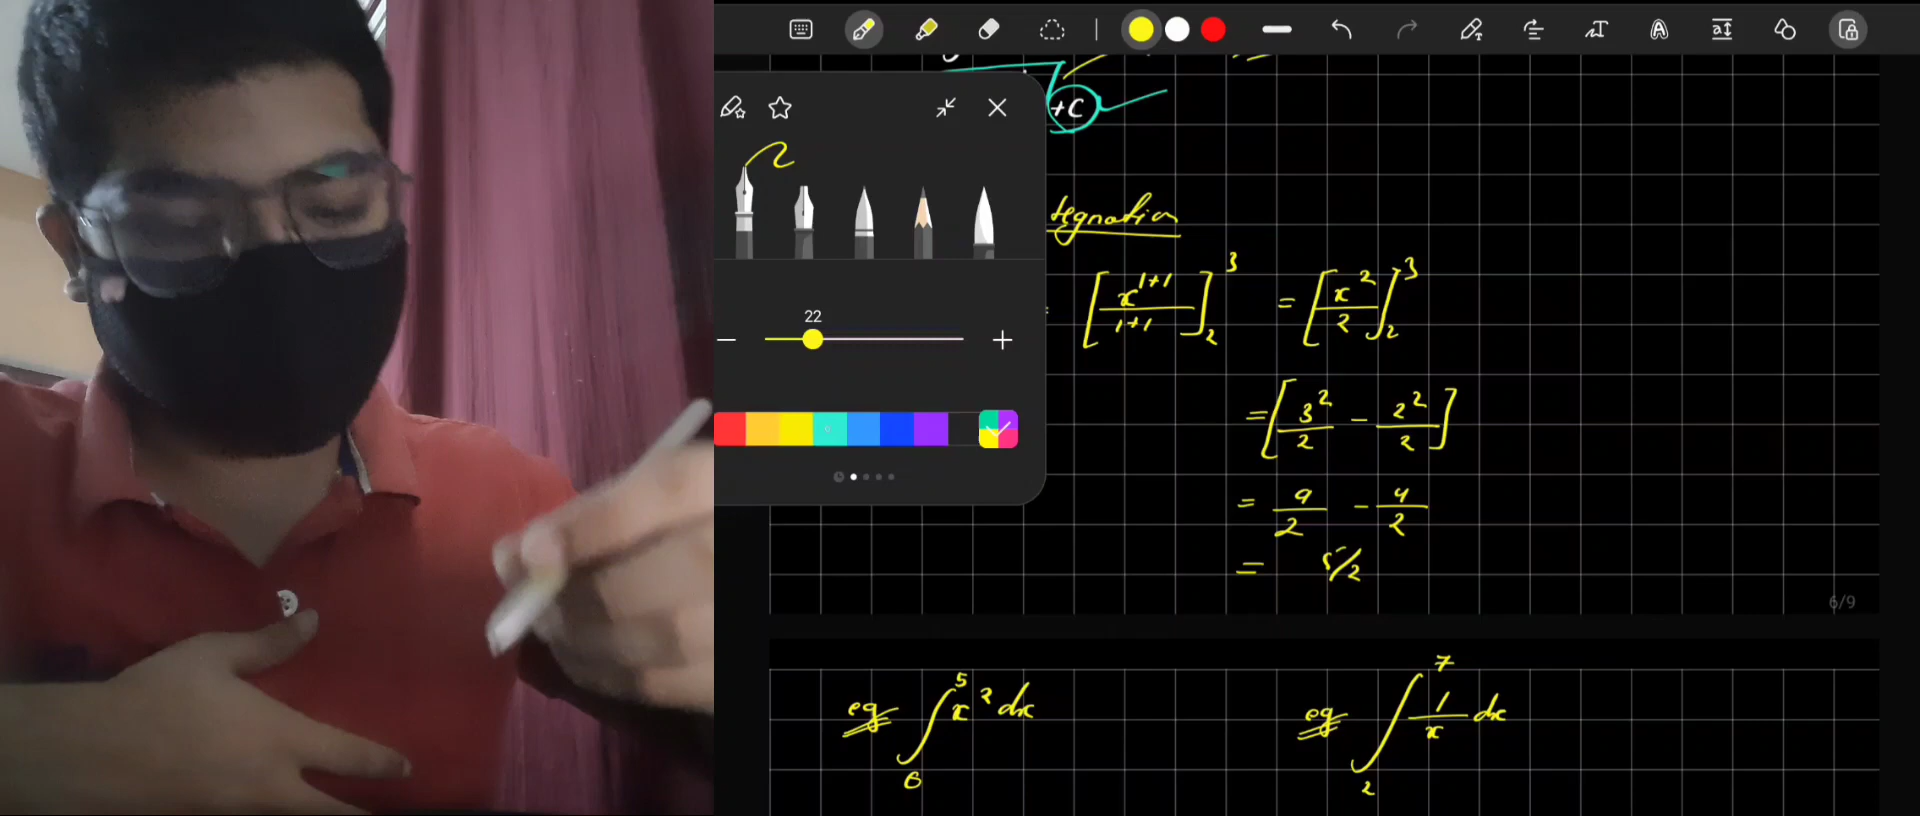 +C
tegration
= [x^(1+1)/(1+1)]_2^3 = [x^2/2]_2^3
= [3^2/2 - 2^2/2]
= 9/2 - 4/2
= 5/2
22
6/9
eg ∫_0^5 x^2 dx
eg ∫_2^7 1/x dx